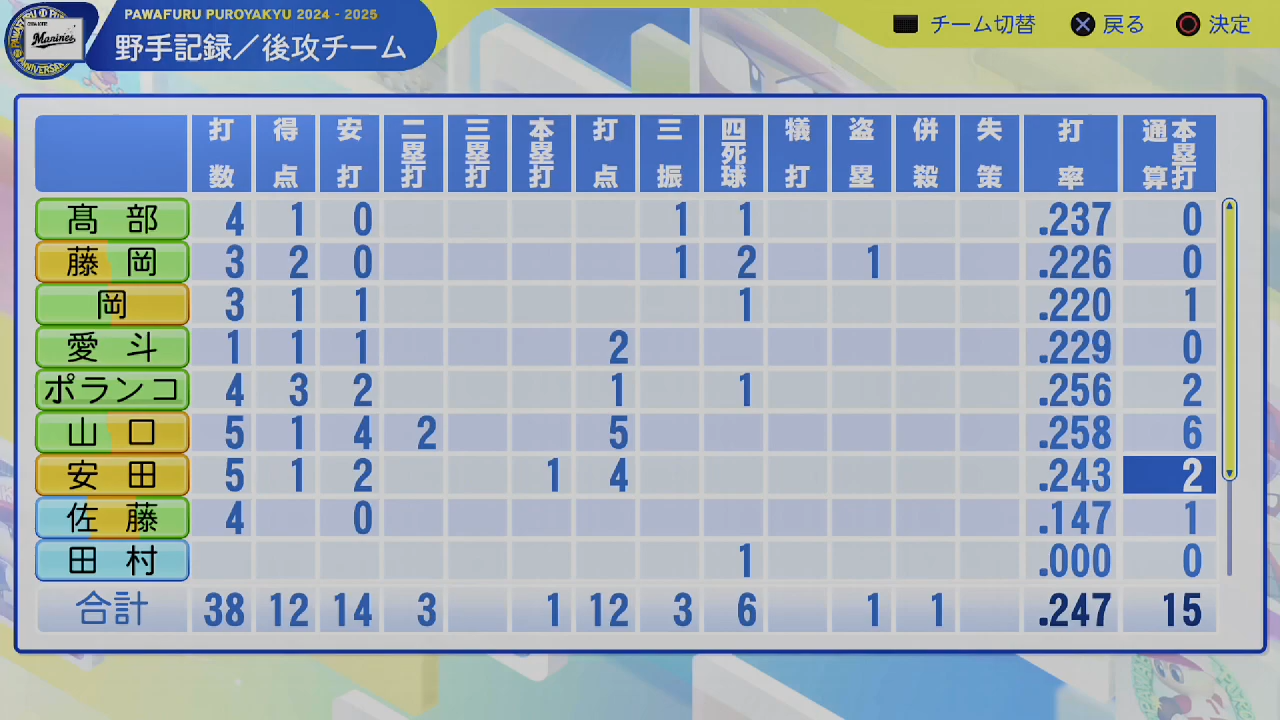 PAWAFURU PUROYAKYU 2024 - 2025
野手記録／後攻チーム
Marines
チーム切替 戻る 決定
打数 得点 安打 二塁打 三塁打 本塁打 打点 三振 四死球 犠打 盗塁 併殺 失策 打率 通算本塁打
髙部 4 1 0 1 1 .237 0
藤岡 3 2 0 1 2 1 .226 0
岡 3 1 1 1 .220 1
愛斗 1 1 1 2 .229 0
ポランコ 4 3 2 1 1 .256 2
山口 5 1 4 2 5 .258 6
安田 5 1 2 1 4 .243 2
佐藤 4 0 .147 1
田村 1 .000 0
合計 38 12 14 3 1 12 3 6 1 1 .247 15